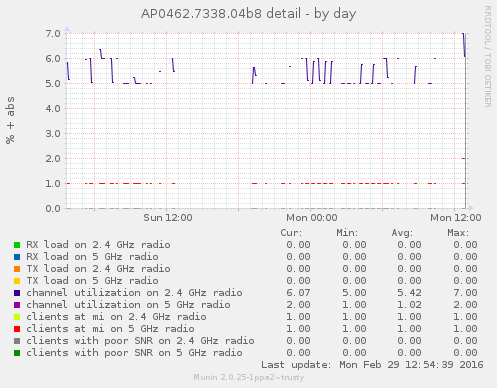 AP0462.7338.04b8 detail - by day
RRDTOOL / TOBI OETIKER
% + abs
7.0
6.0
5.0
4.0
3.0
2.0
1.0
0.0
Sun 12:00 Mon 00:00 Mon 12:00
Cur: Min: Avg: Max:
RX load on 2.4 GHz radio 0.00 0.00 0.00 0.00
RX load on 5 GHz radio 0.00 0.00 0.00 0.00
TX load on 2.4 GHz radio 0.00 0.00 0.00 0.00
TX load on 5 GHz radio 0.00 0.00 0.00 0.00
channel utilization on 2.4 GHz radio 6.07 5.00 5.42 7.00
channel utilization on 5 GHz radio 2.00 1.00 1.02 2.00
clients at mi on 2.4 GHz radio 1.00 1.00 1.00 1.00
clients at mi on 5 GHz radio 1.00 1.00 1.00 1.00
clients with poor SNR on 2.4 GHz radio 0.00 0.00 0.00 0.00
clients with poor SNR on 5 GHz radio 0.00 0.00 0.00 0.00
Last update: Mon Feb 29 12:54:39 2016
Munin 2.0.25-1ppa2~trusty